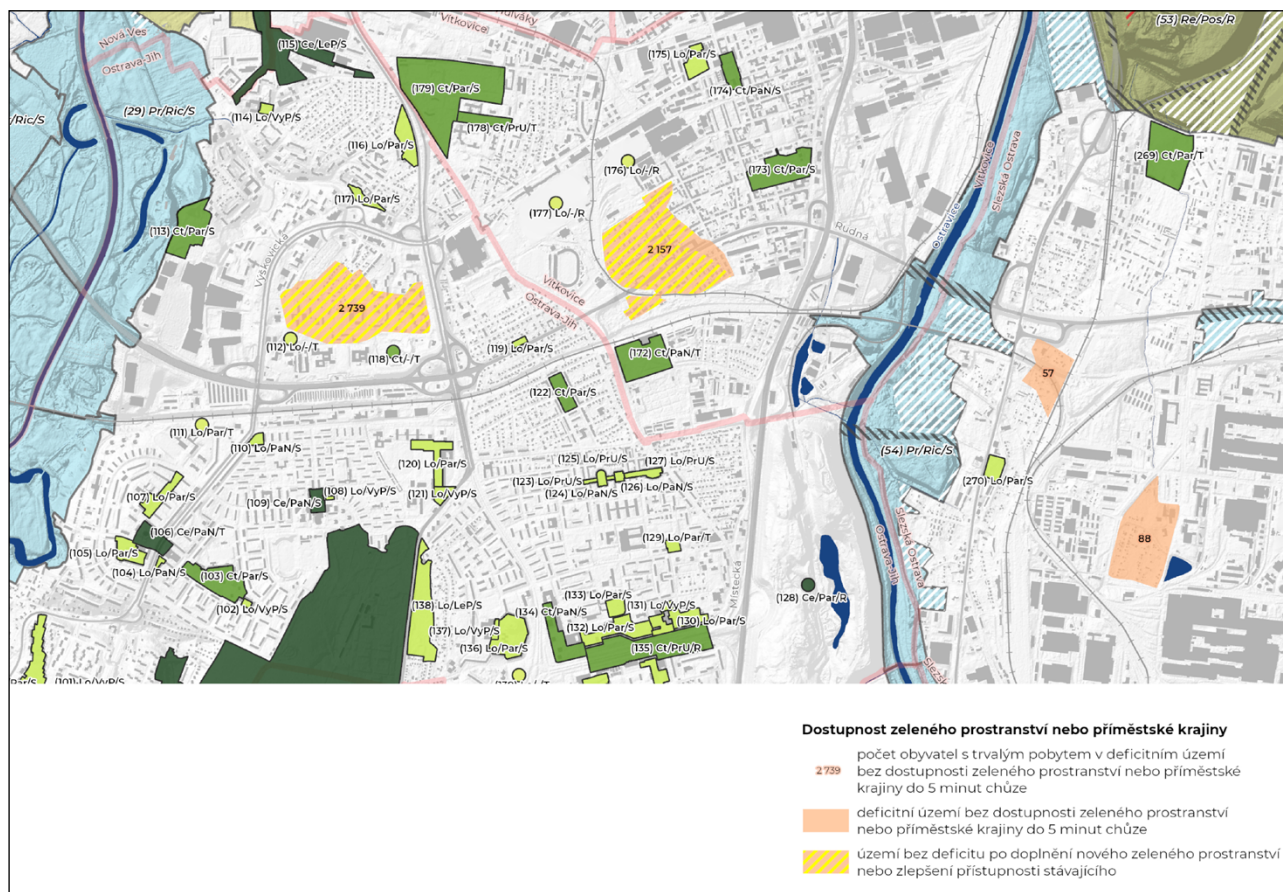 Nová Ves
Ostrava-Jih
(115) Ce/LeP/S
(175) Lo/Par/S
(53) Re/Pos/R
(179) Ct/Par/S
(174) Ct/PaN/S
(29) Pr/Ric/S
/Ric/S
(114) Lo/VyP/S
(178) Ct/PrU/T
Vítkovice
Slezská Ostrava
(116) Lo/Par/S
(269) Ct/Par/T
(176) Lo/-/R
(173) Ct/Par/S
(117) Lo/Par/S
(177) Lo/-/R
(113) Ct/Par/S
Výškovická
Rudná
Ostravice
2 157
Vítkovice
Ostrava-Jih
2 739
(112) Lo/-/T
(118) Ct/-/T
(119) Lo/Par/S
(172) Ct/PaN/T
57
(122) Ct/Par/S
(111) Lo/Par/T
(110) Lo/PaN/S
(54) Pr/Ric/S
(120) Lo/Par/S
(125) Lo/PrU/S
(127) Lo/PrU/S
(123) Lo/PrU/S
(270) Lo/Par/S
(107) Lo/Par/S
(108) Lo/VyP/S
(121) Lo/VyP/S
(124) Lo/PaN/S
(126) Lo/PaN/S
(109) Ce/PaN/S
(106) Ce/PaN/T
Slezská Ostrava
Ostrava-Jih
(129) Lo/Par/T
88
(105) Lo/Par/S
(104) Lo/PaN/S
(103) Ct/Par/S
(128) Ce/Par/R
Místecká
(102) Lo/VyP/S
(138) Lo/LeP/S
(133) Lo/Par/S
(134) Ct/PaN/S
(131) Lo/VyP/S
(130) Lo/Par/S
(132) Lo/Par/S
(137) Lo/VyP/S
(136) Lo/Par/S
(135) Ct/PrU/R
Par/S
(101) Lo/VyP/S
Dostupnost zeleného prostranství nebo příměstské krajiny
2 739
počet obyvatel s trvalým pobytem v deficitním území
bez dostupnosti zeleného prostranství nebo příměstské
krajiny do 5 minut chůze
deficitní území bez dostupnosti zeleného prostranství
nebo příměstské krajiny do 5 minut chůze
území bez deficitu po doplnění nového zeleného prostranství
nebo zlepšení přístupnosti stávajícího